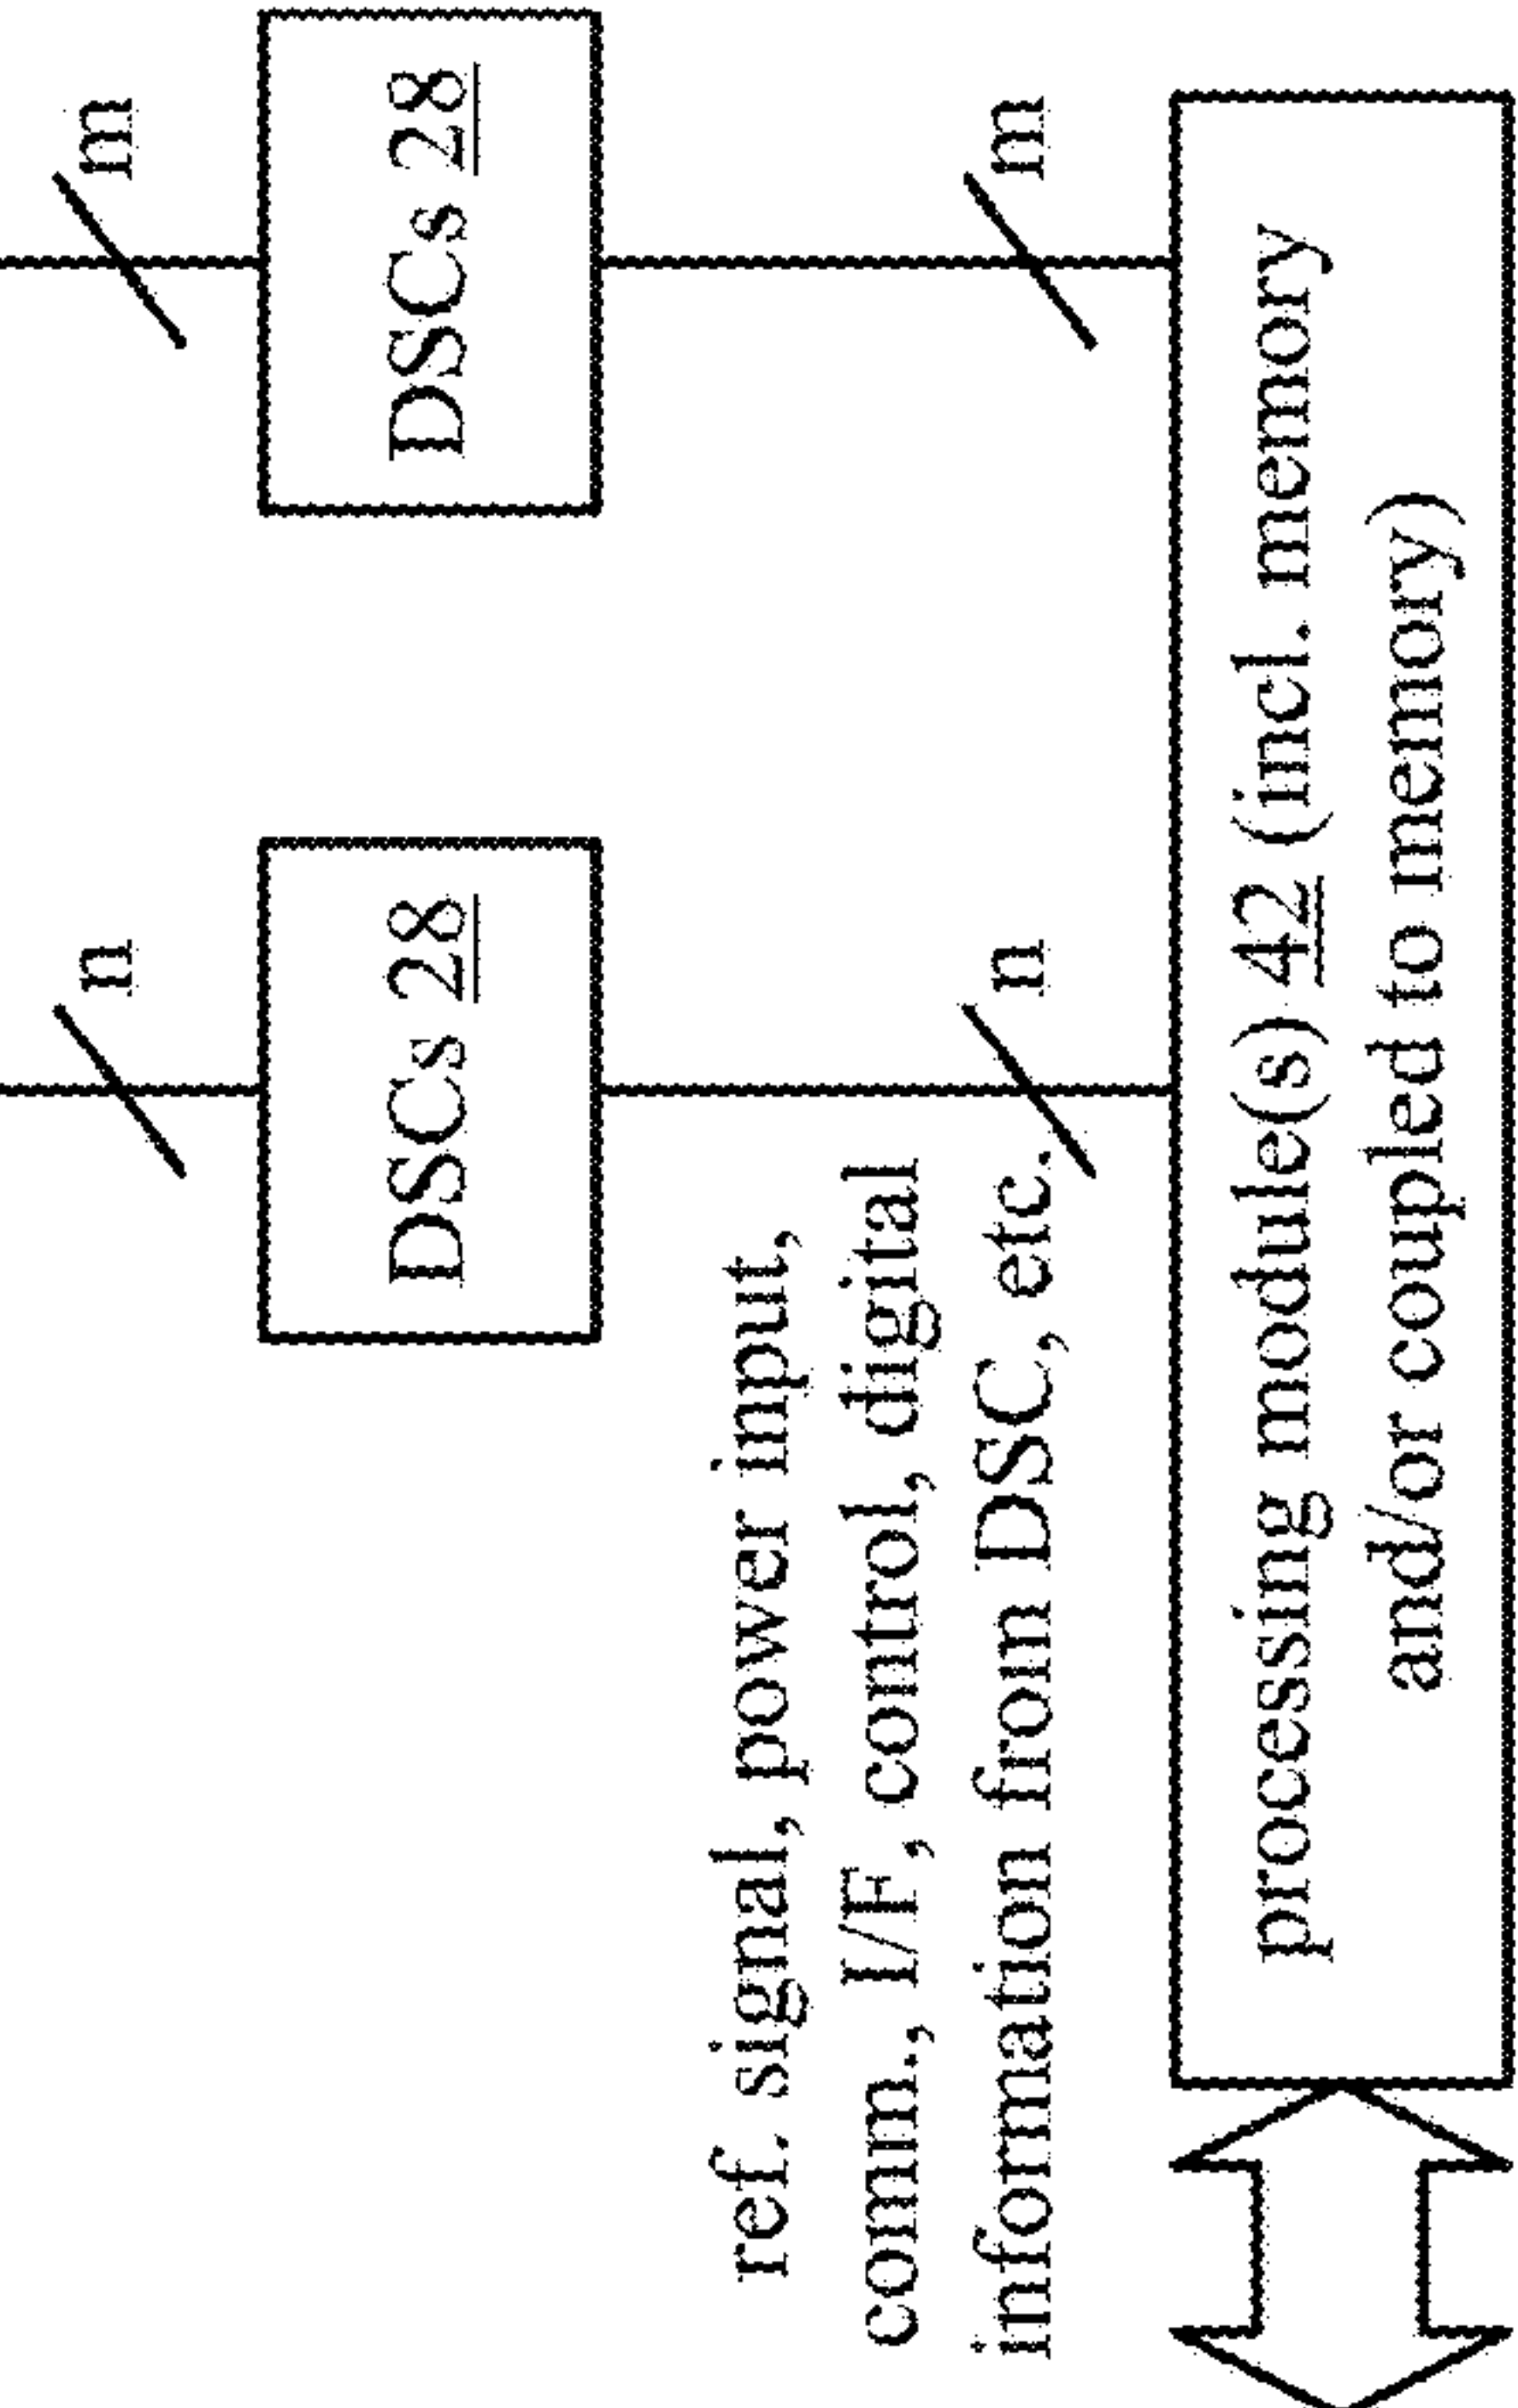 n
m
DSCs 28
DSCs 28
ref. signal, power input,
comm., I/F, control, digital
information from DSC, etc.
n
m
processing module(s) 42 (incl. memory
and/or coupled to memory)